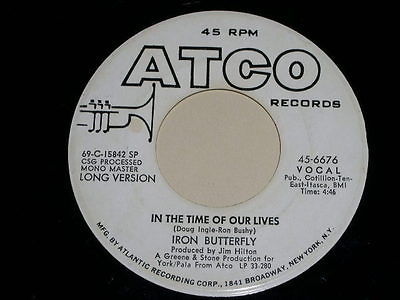 45 RPM
ATCO
RECORDS
69-C-15842 SP
CSG PROCESSED
MONO MASTER
LONG VERSION
45-6676
VOCAL
Pub., Cotillion-Ten-
East-Itasca, BMI
Time: 4:46
IN THE TIME OF OUR LIVES
(Doug Ingle-Ron Bushy)
IRON BUTTERFLY
Produced by Jim Hilton
A Greene & Stone Production for
York/Pala From Atco LP 33-280
MFG. BY ATLANTIC RECORDING CORP., 1841 BROADWAY, NEW YORK, N.Y.